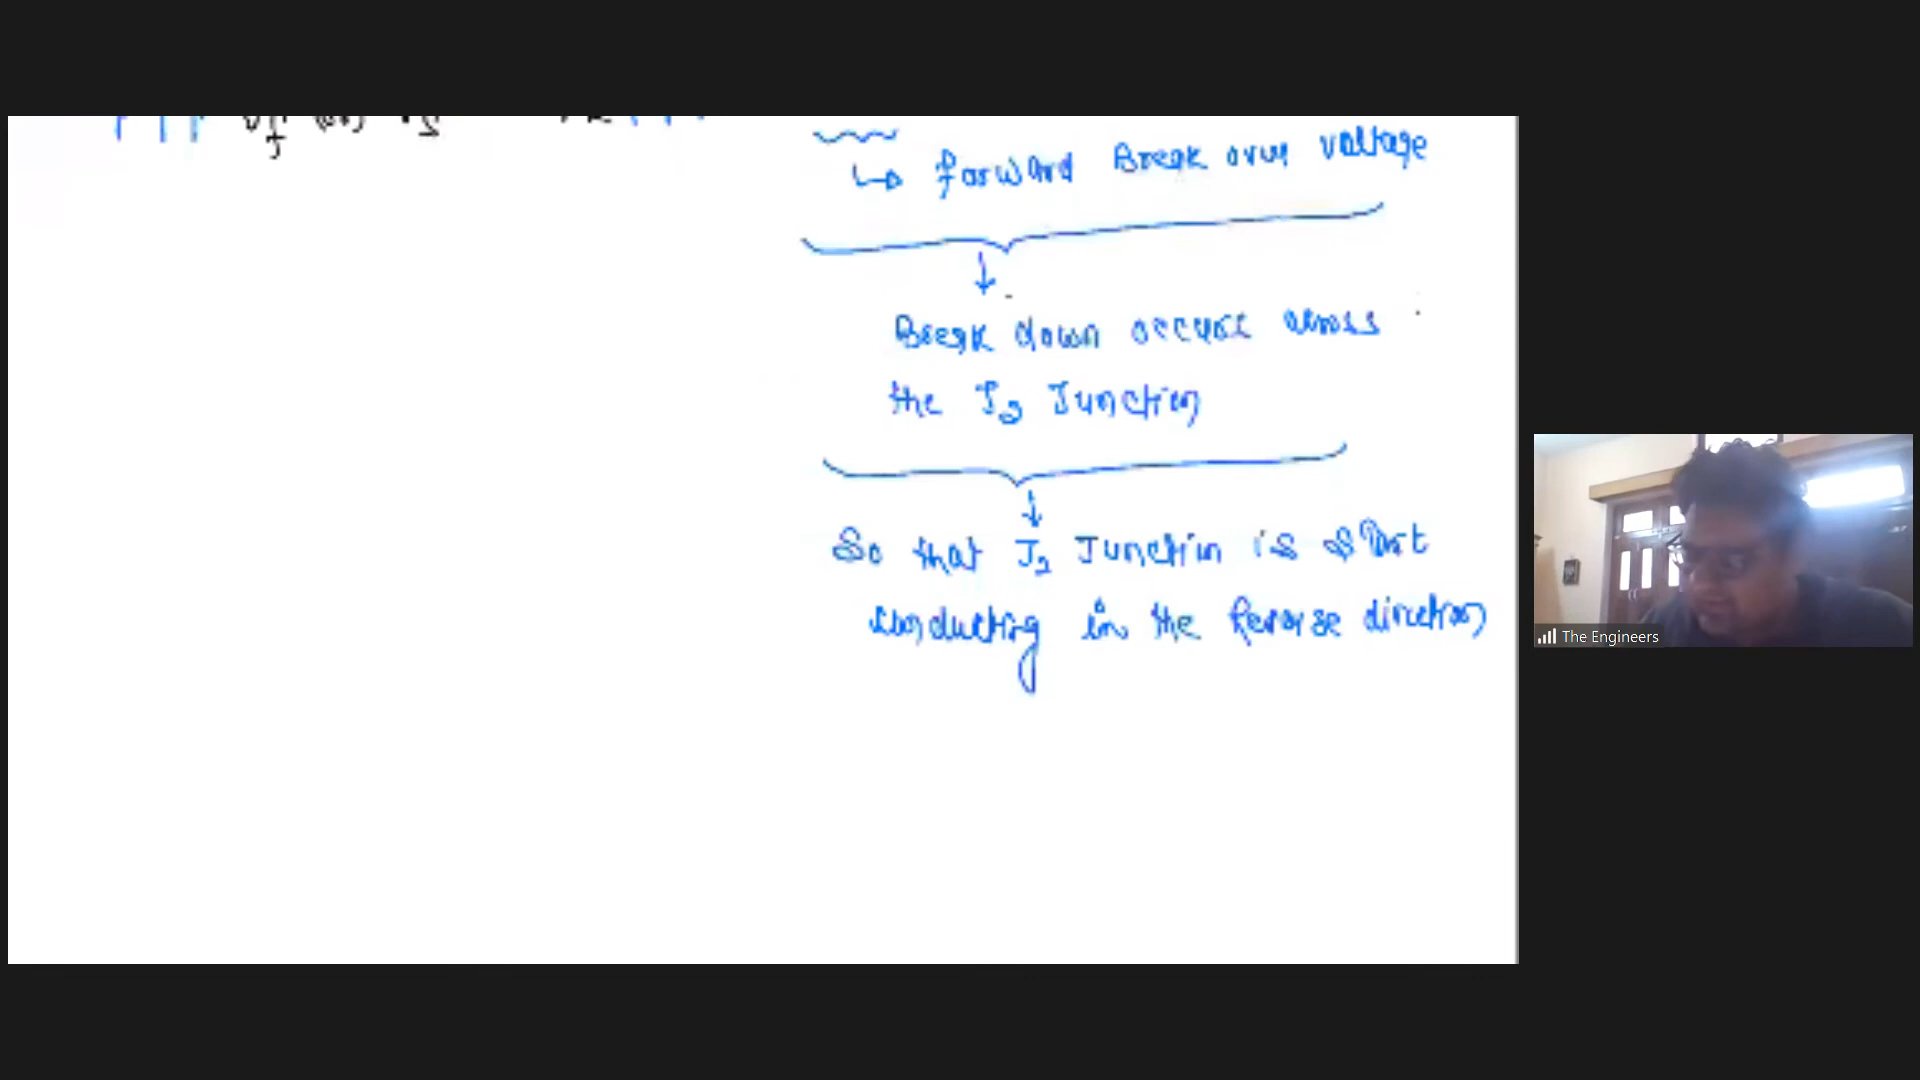 ↳ forward Break over voltage
Break down occurs across
the J2 Junction
So that J2 Junction is start
conducting in the Reverse direction
The Engineers